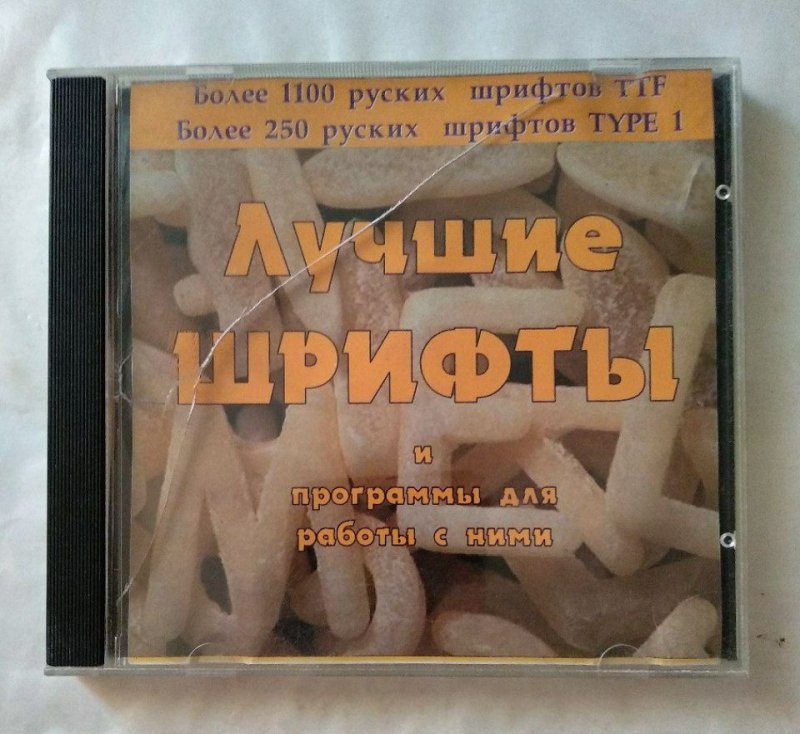 Более 1100 руских шрифтов TTF
Более 250 руских шрифтов TYPE 1
Лучшие
шрифты
и
программы для
работы с ними